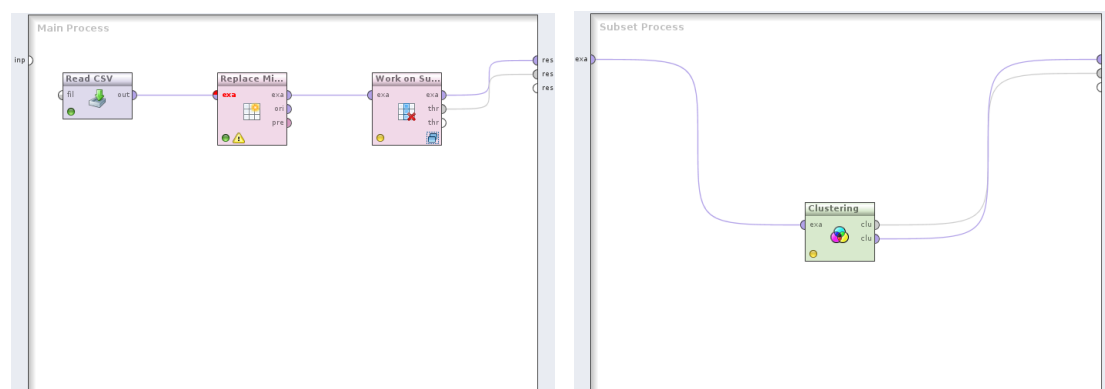 Main Process
inp
Read CSV
fil
out
Replace Mi...
exa
exa
ori
pre
Work on Su...
exa
exa
thr
thr
res
res
res
Subset Process
exa
Clustering
exa
clu
clu